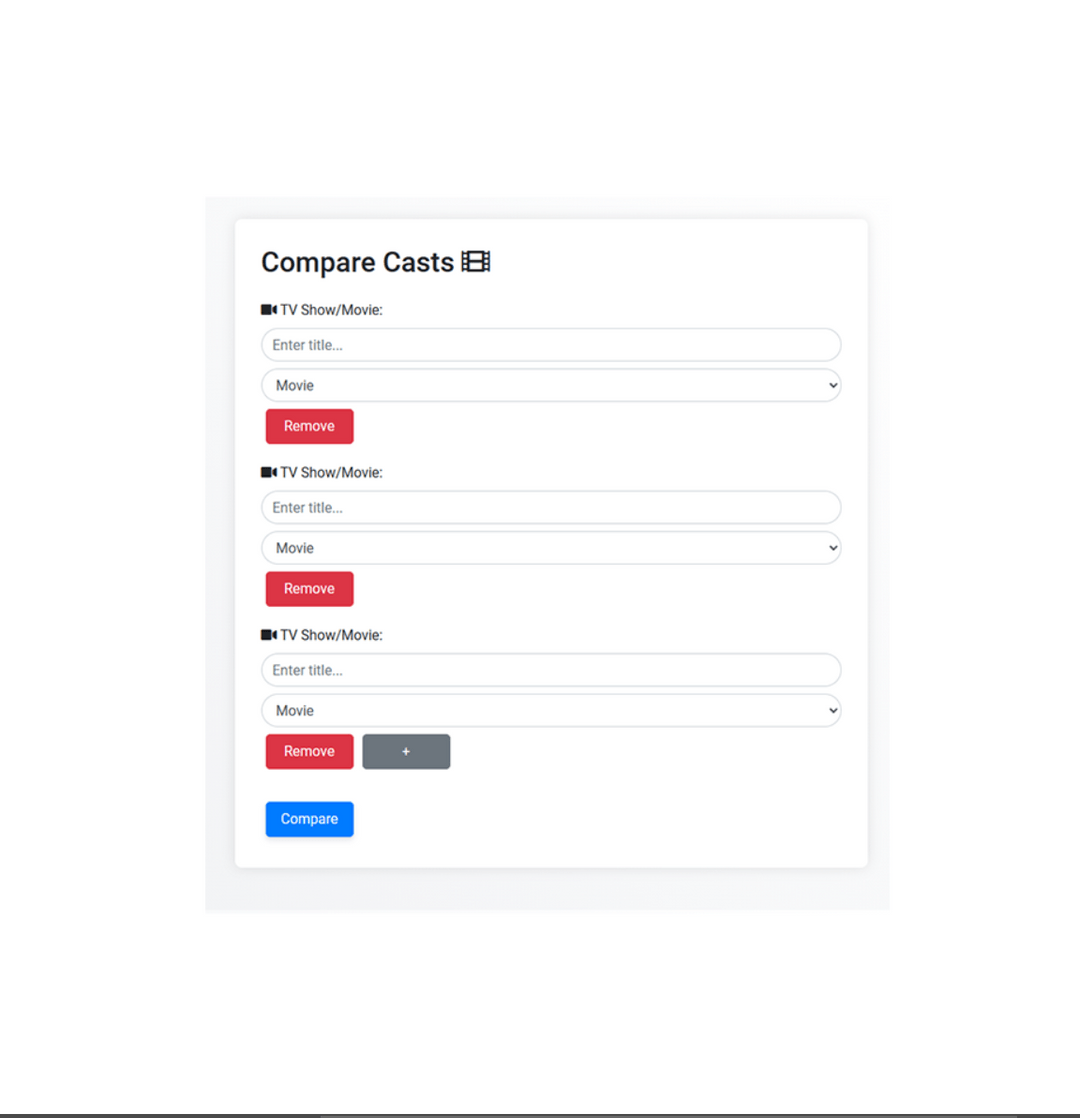 Compare Casts
TV Show/Movie:
Enter title...
Movie
Remove
TV Show/Movie:
Enter title...
Movie
Remove
TV Show/Movie:
Enter title...
Movie
Remove +
Compare